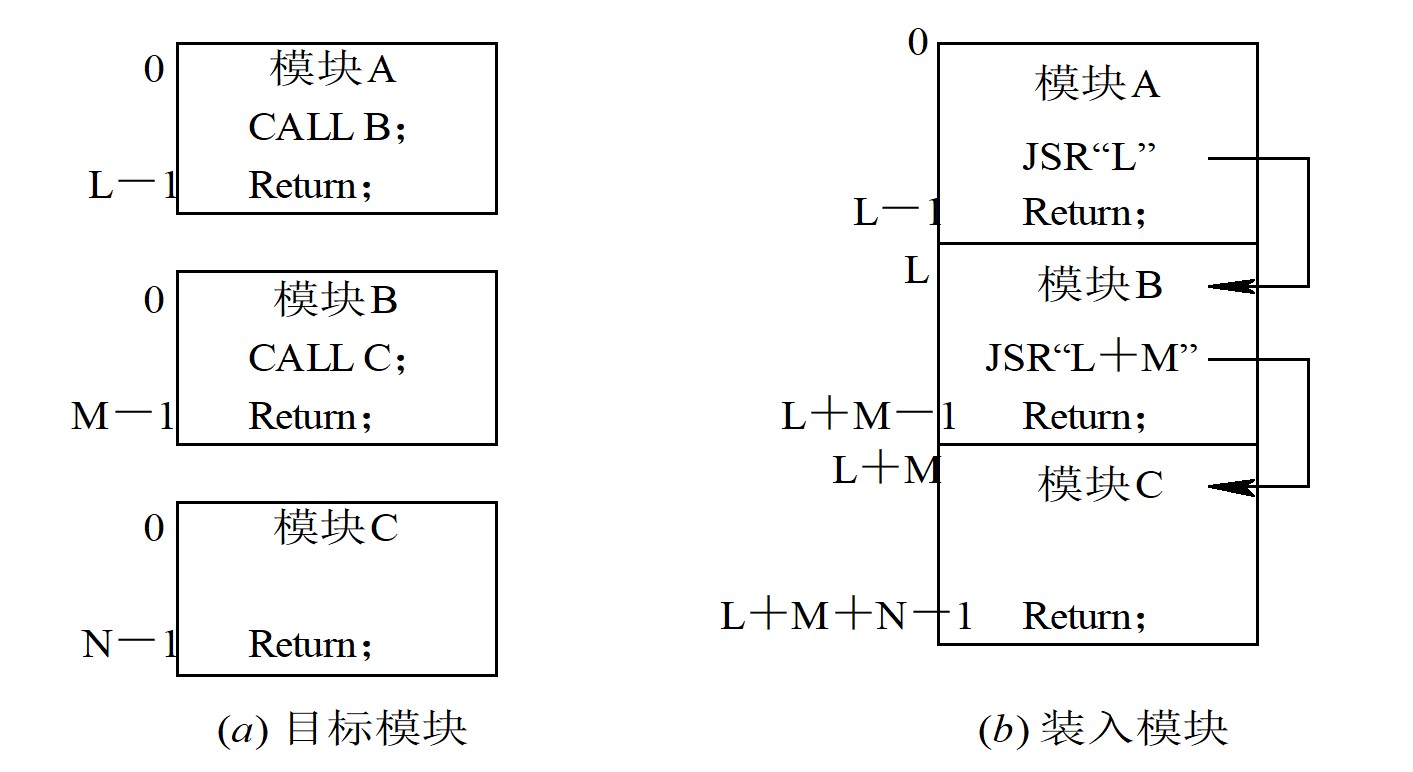 0
模块A
CALL B；
L－1
Return；
0
模块B
CALL C；
M－1
Return；
0
模块C
N－1
Return；
(a) 目标模块
0
模块A
JSR“L”
L－1
Return；
L
模块B
JSR“L＋M”
L＋M－1
Return；
L＋M
模块C
L＋M＋N－1
Return；
(b) 装入模块